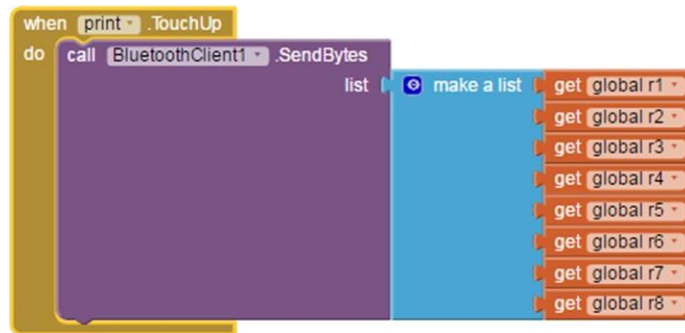 when print .TouchUp
do call BluetoothClient1 .SendBytes
list make a list get global r1
get global r2
get global r3
get global r4
get global r5
get global r6
get global r7
get global r8